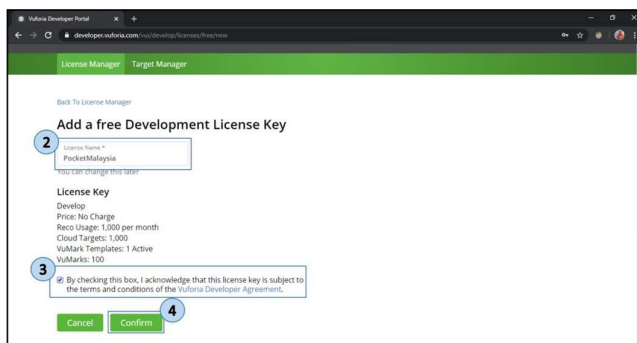 Vuforia Developer Portal
developer.vuforia.com/vui/develop/licenses/free/new
License Manager Target Manager
Back To License Manager
Add a free Development License Key
2
License Name *
PocketMalaysia
You can change this later
License Key
Develop
Price: No Charge
Reco Usage: 1,000 per month
Cloud Targets: 1,000
VuMark Templates: 1 Active
VuMarks: 100
3
By checking this box, I acknowledge that this license key is subject to
the terms and conditions of the Vuforia Developer Agreement.
4
Cancel Confirm